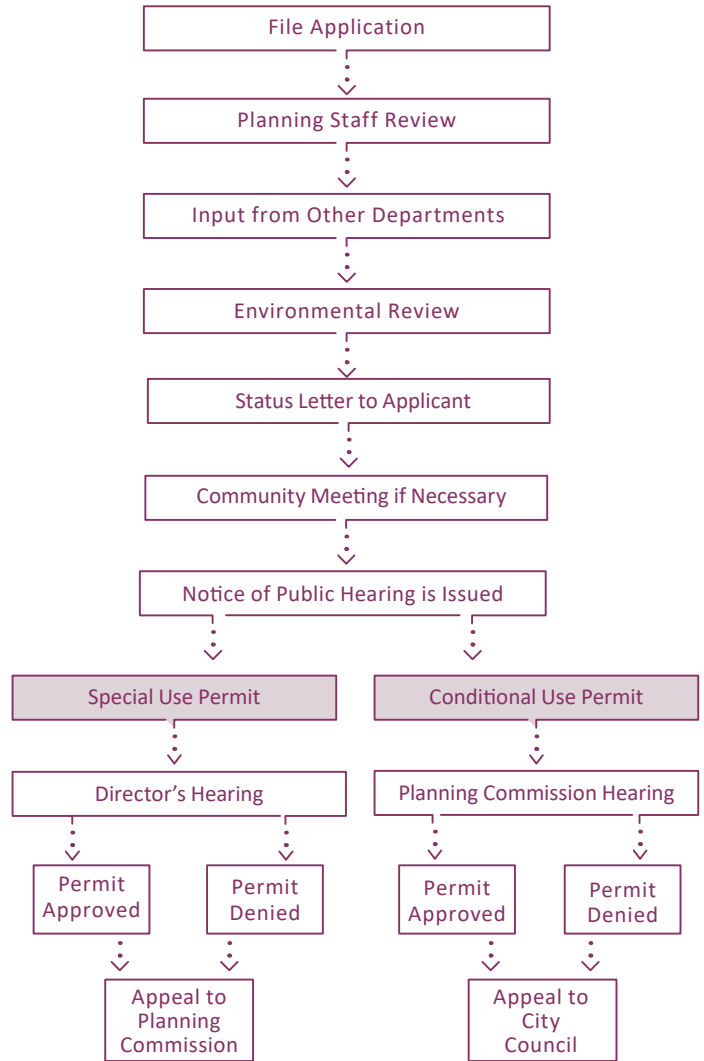 File Application
Planning Staff Review
Input from Other Departments
Environmental Review
Status Letter to Applicant
Community Meeting if Necessary
Notice of Public Hearing is Issued
Special Use Permit
Conditional Use Permit
Director’s Hearing
Planning Commission Hearing
Permit
Approved
Permit
Denied
Permit
Approved
Permit
Denied
Appeal to
Planning
Commission
Appeal to
City
Council